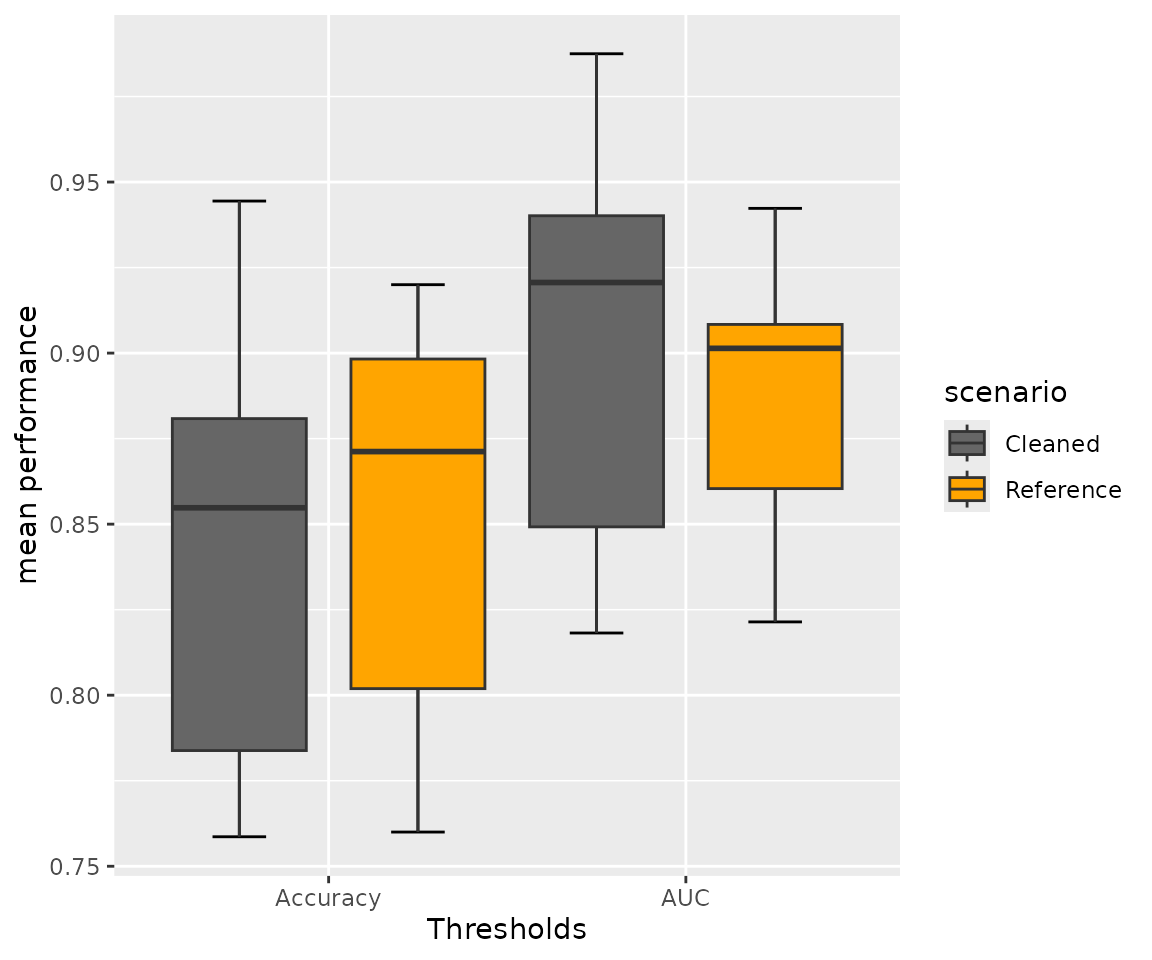 mean performance
0.95
0.90
0.85
0.80
0.75
Accuracy
AUC
Thresholds
scenario
Cleaned
Reference